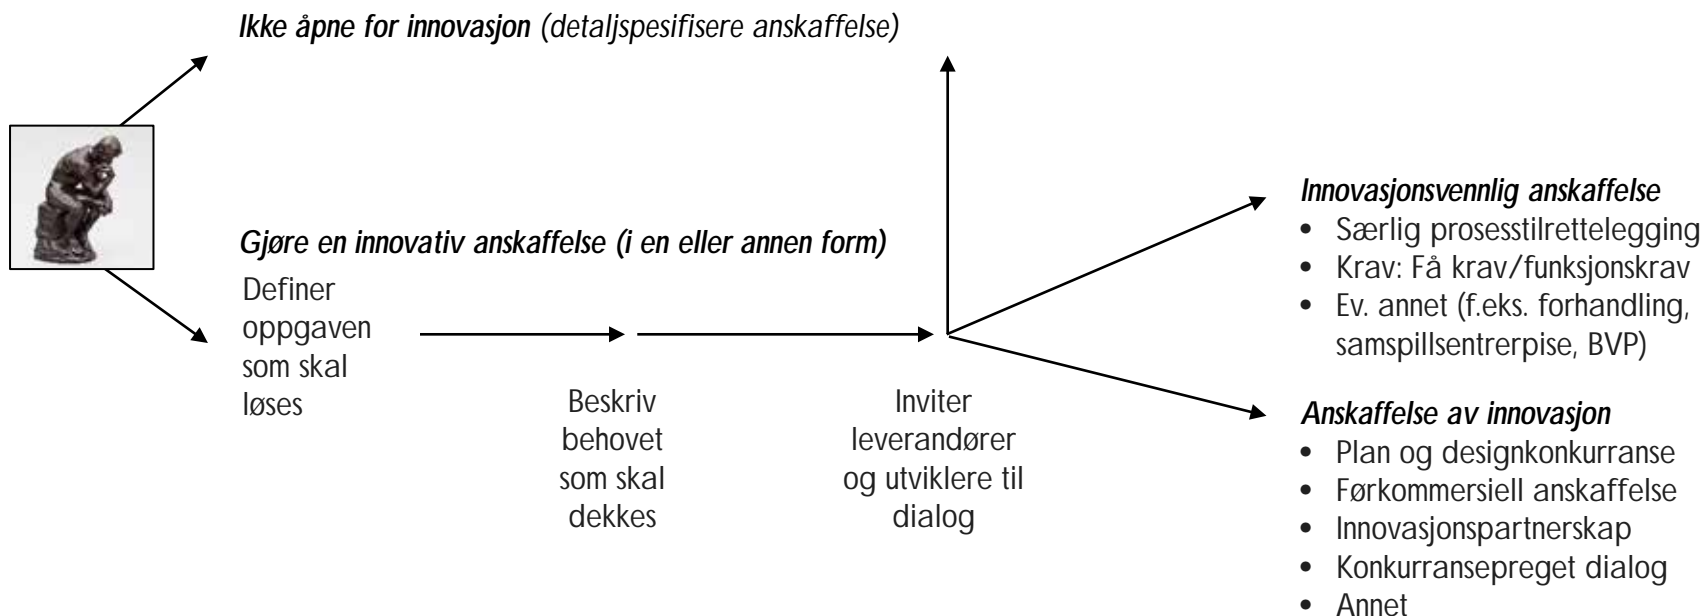 Ikke åpne for innovasjon (detaljspesifisere anskaffelse)
Gjøre en innovativ anskaffelse (i en eller annen form)
Definer
oppgaven
som skal
løses
Beskriv
behovet
som skal
dekkes
Inviter
leverandører
og utviklere til
dialog
Innovasjonsvennlig anskaffelse
• Særlig prosesstilrettelegging
• Krav: Få krav/funksjonskrav
• Ev. annet (f.eks. forhandling,
samspillsentrerpise, BVP)
Anskaffelse av innovasjon
• Plan og designkonkurranse
• Førkommersiell anskaffelse
• Innovasjonspartnerskap
• Konkurransepreget dialog
• Annet